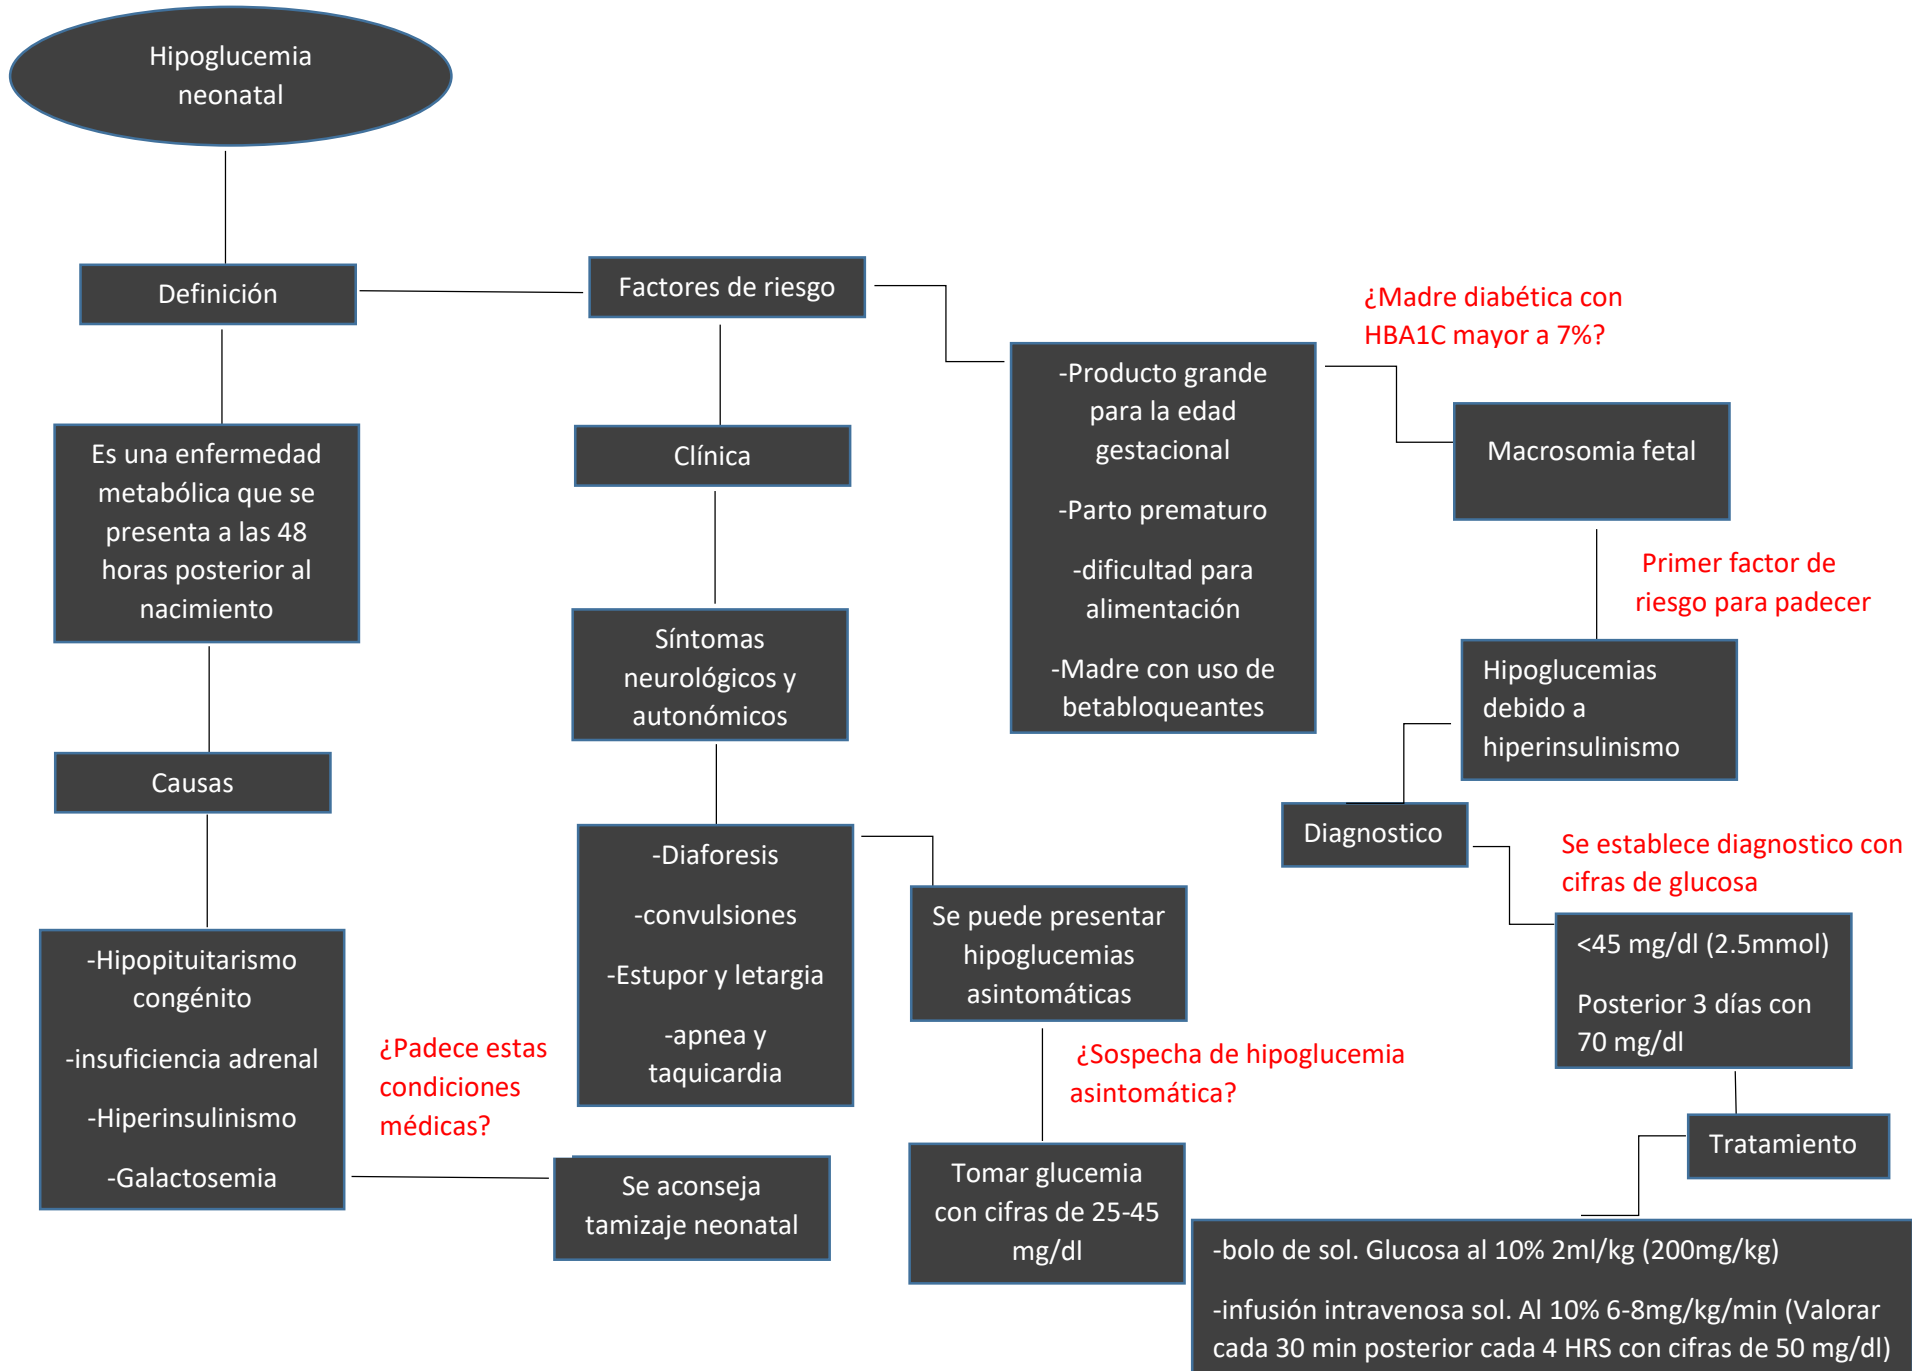 Hipoglucemia
neonatal
Definición
Factores de riesgo
¿Madre diabética con
HBA1C mayor a 7%?
-Producto grande
para la edad
gestacional
-Parto prematuro
-dificultad para
alimentación
-Madre con uso de
betabloqueantes
Macrosomia fetal
Es una enfermedad
metabólica que se
presenta a las 48
horas posterior al
nacimiento
Clínica
Primer factor de
riesgo para padecer
Síntomas
neurológicos y
autonómicos
Hipoglucemias
debido a
hiperinsulinismo
Causas
Diagnostico
Se establece diagnostico con
cifras de glucosa
-Diaforesis
-convulsiones
-Estupor y letargia
-apnea y
taquicardia
Se puede presentar
hipoglucemias
asintomáticas
<45 mg/dl (2.5mmol)
Posterior 3 días con
70 mg/dl
-Hipopituitarismo
congénito
-insuficiencia adrenal
-Hiperinsulinismo
-Galactosemia
¿Padece estas
condiciones
médicas?
¿Sospecha de hipoglucemia
asintomática?
Tratamiento
Se aconseja
tamizaje neonatal
Tomar glucemia
con cifras de 25-45
mg/dl
-bolo de sol. Glucosa al 10% 2ml/kg (200mg/kg)
-infusión intravenosa sol. Al 10% 6-8mg/kg/min (Valorar
cada 30 min posterior cada 4 HRS con cifras de 50 mg/dl)